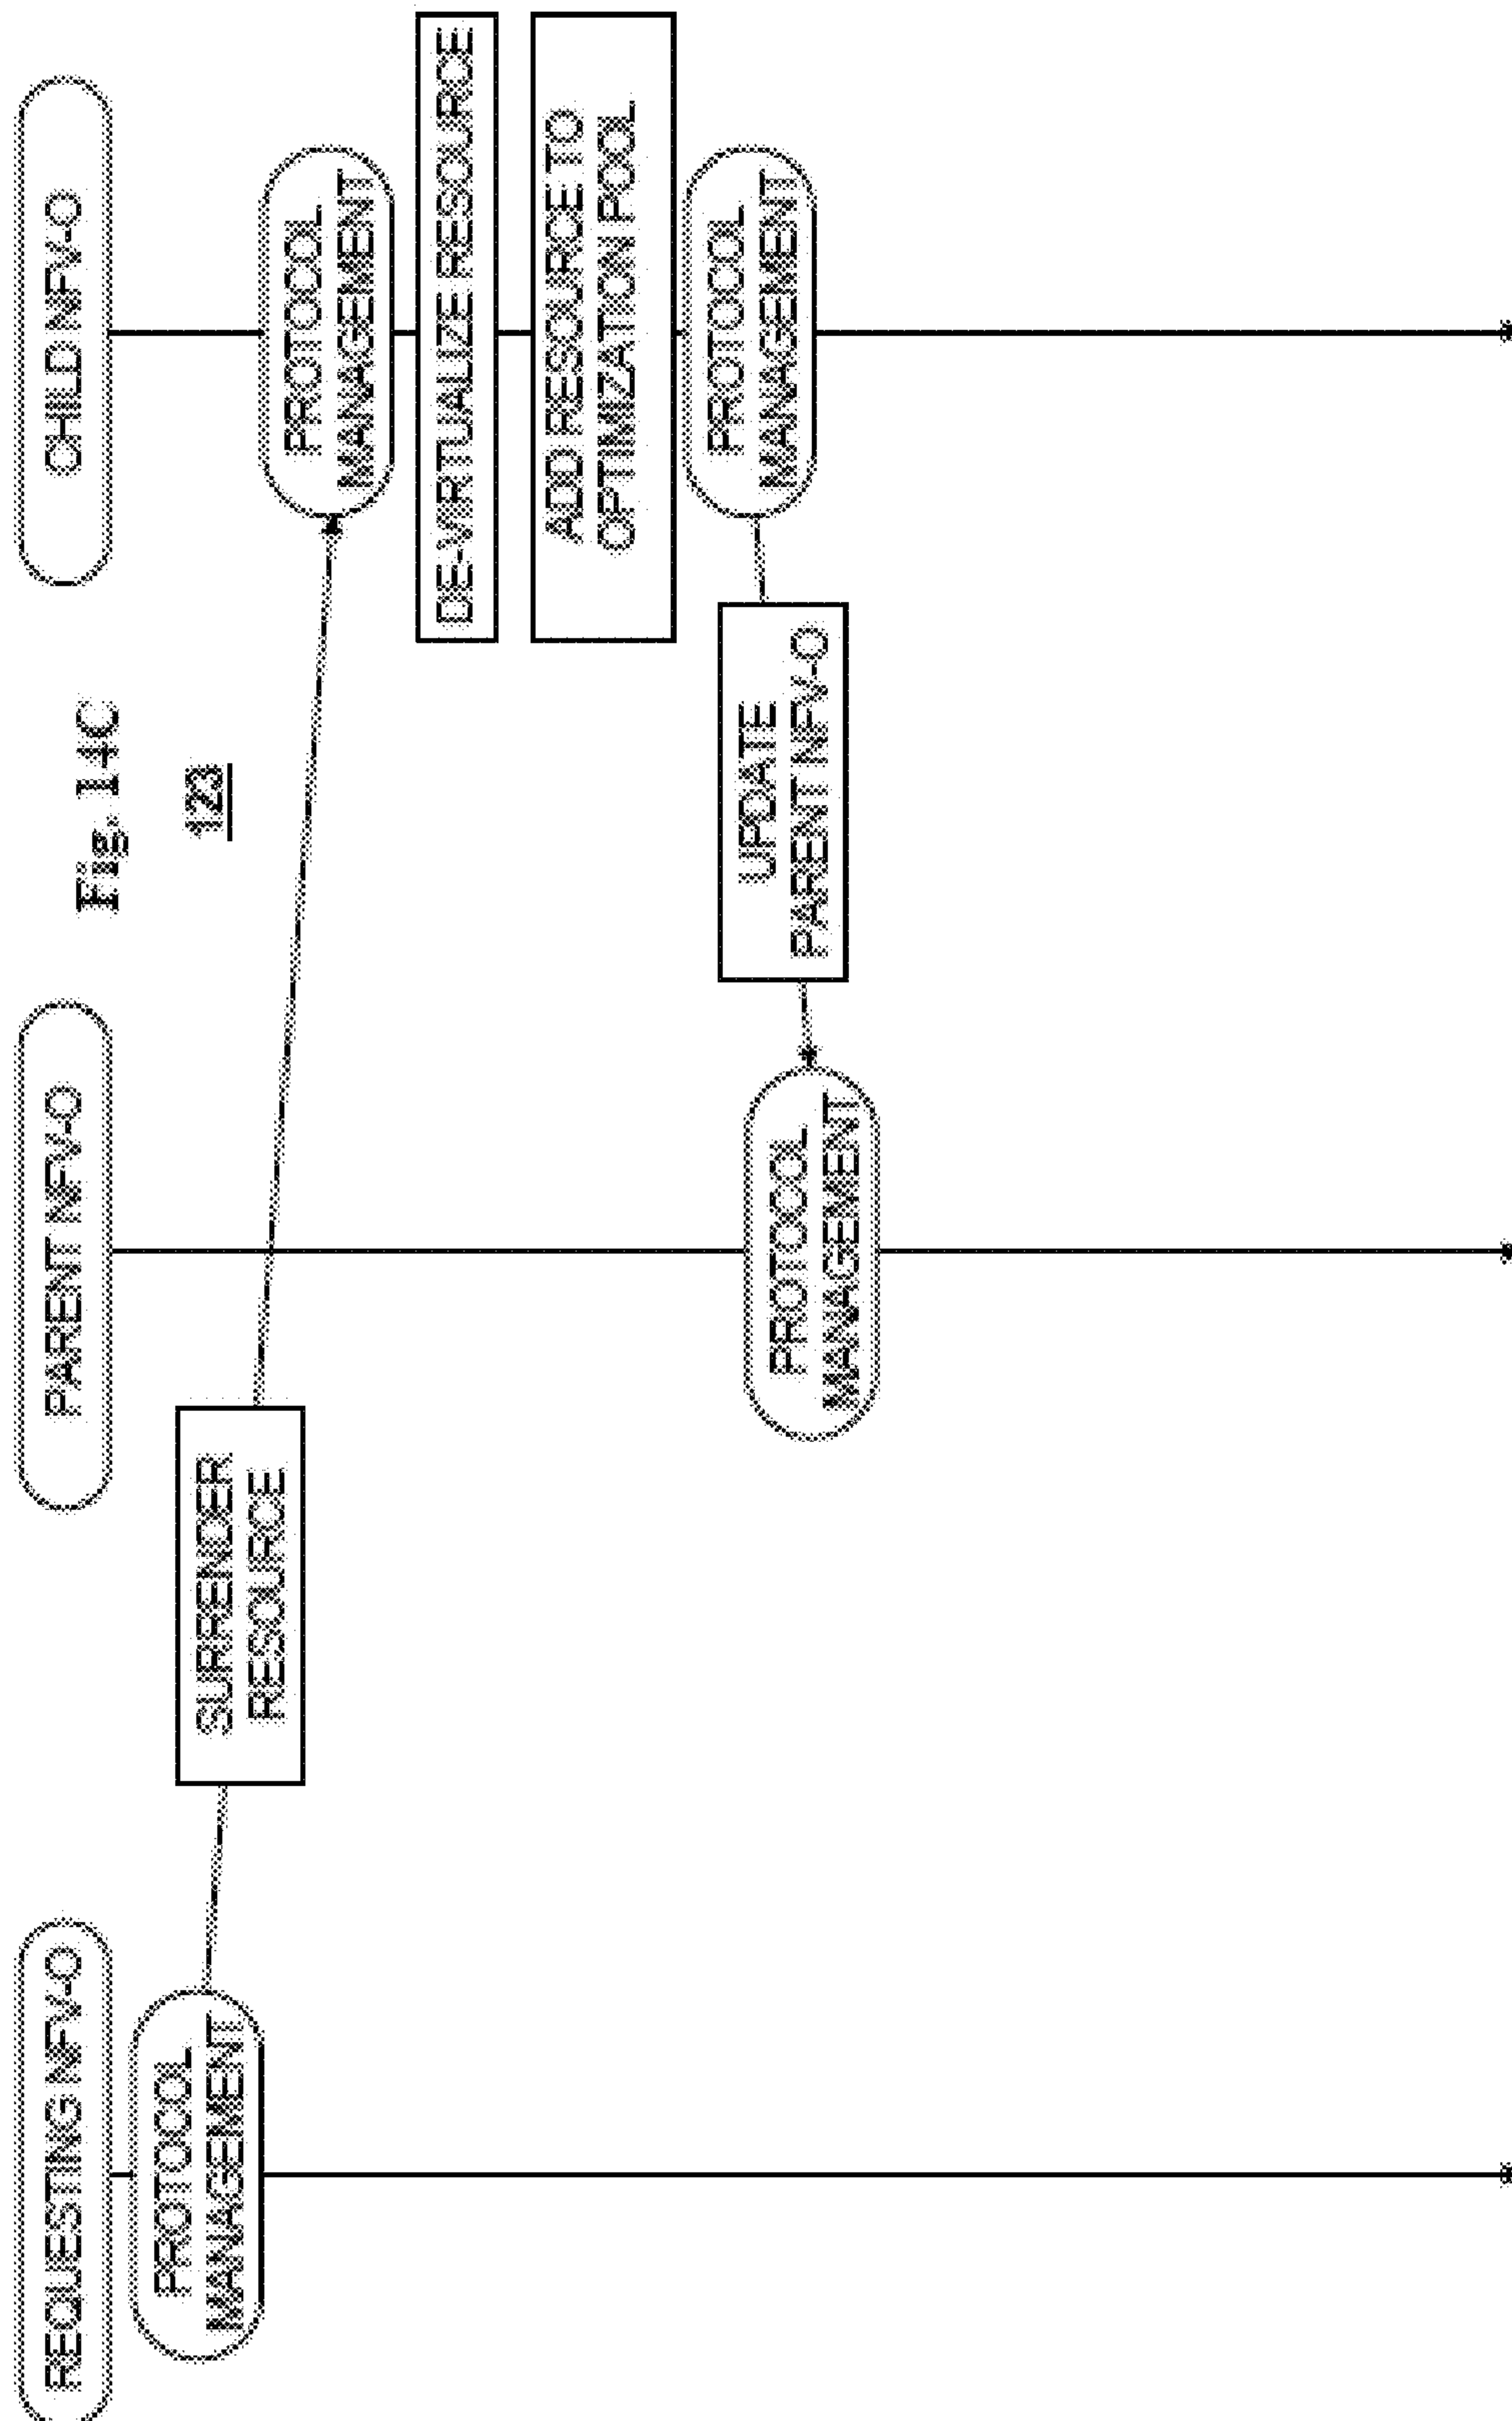 Fig. 14C
123
REQUESTING NFV-O
PARENT NFV-O
CHILD NFV-O
PROTOCOL
MANAGEMENT
SURRENDER
RESOURCE
PROTOCOL
MANAGEMENT
DE-VIRTUALIZE RESOURCE
ADD RESOURCE TO
OPTIMIZATION POOL
PROTOCOL
MANAGEMENT
UPDATE
PARENT NFV-O
PROTOCOL
MANAGEMENT